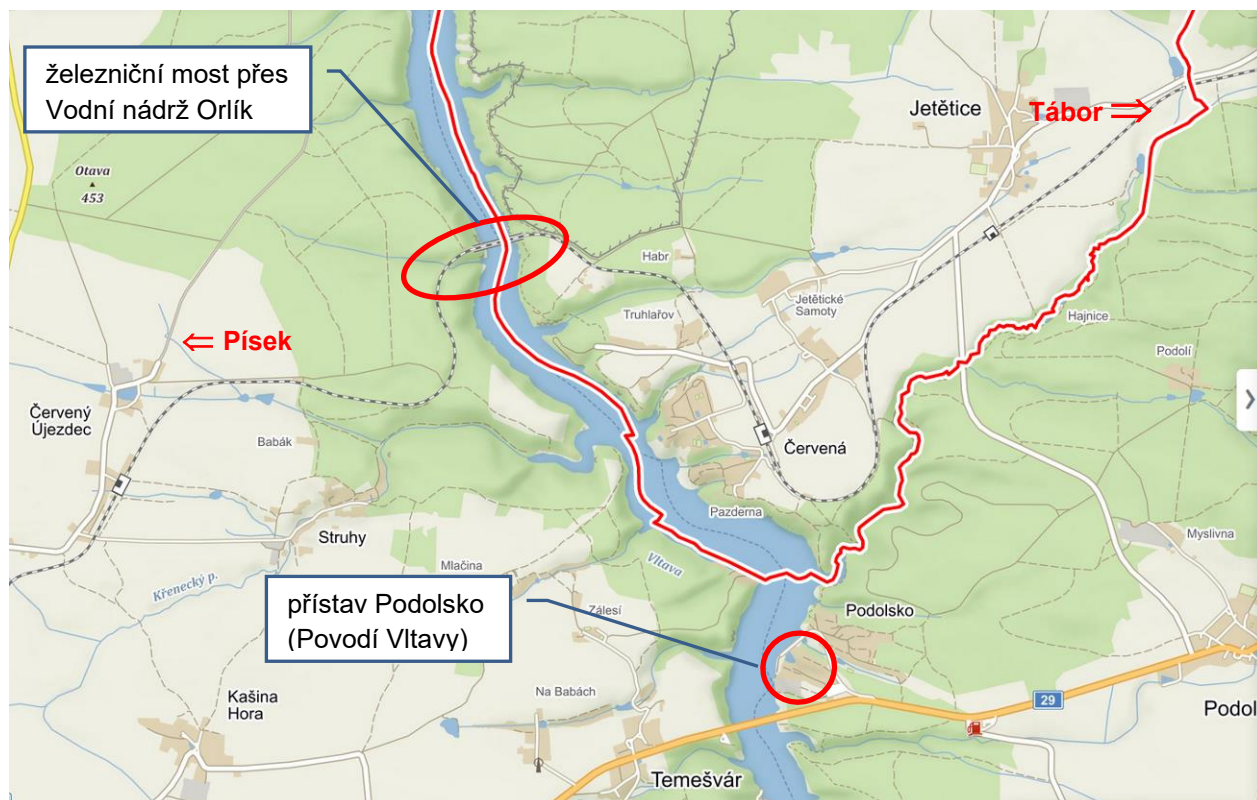 železniční most přes
Vodní nádrž Orlík
Jetětice
Tábor ⇒
Otava
453
Habr
Jetětické
Samoty
Truhlařov
Hajnice
⇐ Písek
Podolí
Červený
Újezdec
Babák
Červená
Pazderna
Struhy
Myslivna
Mlačina
Vltava
Křenecký p.
přístav Podolsko
(Povodí Vltavy)
Zálesí
Podolsko
Kašina
Hora
Na Babách
29
Podol
Temešvár